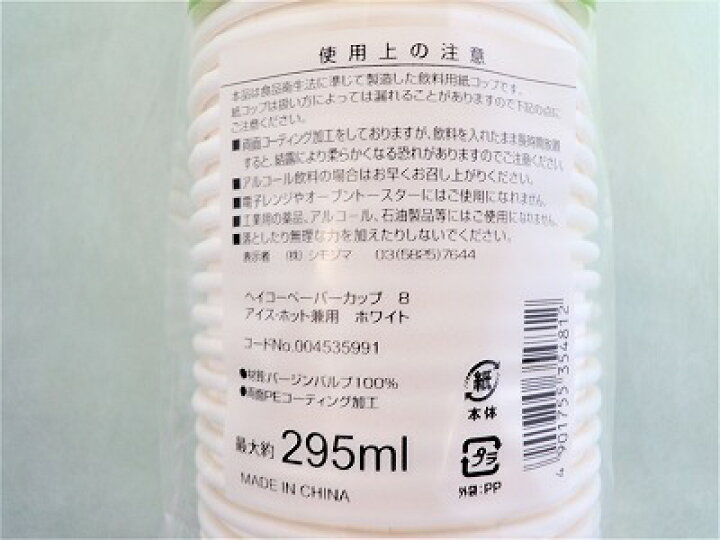 使用上の注意
本品は食品衛生法に準じて製造した飲料用紙コップです。
紙コップは扱い方によっては漏れることがありますので下記の点に
ご注意ください。
■両面コーティング加工をしておりますが、飲料を入れたまま長時間放置
すると、結露により柔らかくなる恐れがありますのでご注意ください。
■アルコール飲料の場合はお早くお召し上がりください。
■電子レンジやオーブントースターにはご使用になれません。
■工業用の薬品、アルコール、石油製品等にはご使用になれません。
■落としたり無理な力を加えたりしないでください。
表示者 (株)シモジマ 03(5825)7644
ヘイコーペーパーカップ 8
アイス・ホット兼用 ホワイト
コードNo.004535991
●材質バージンパルプ100%
●両面PEコーティング加工
最大約 295ml
MADE IN CHINA
紙
本体
プラ
外袋:PP
4 901755 354812